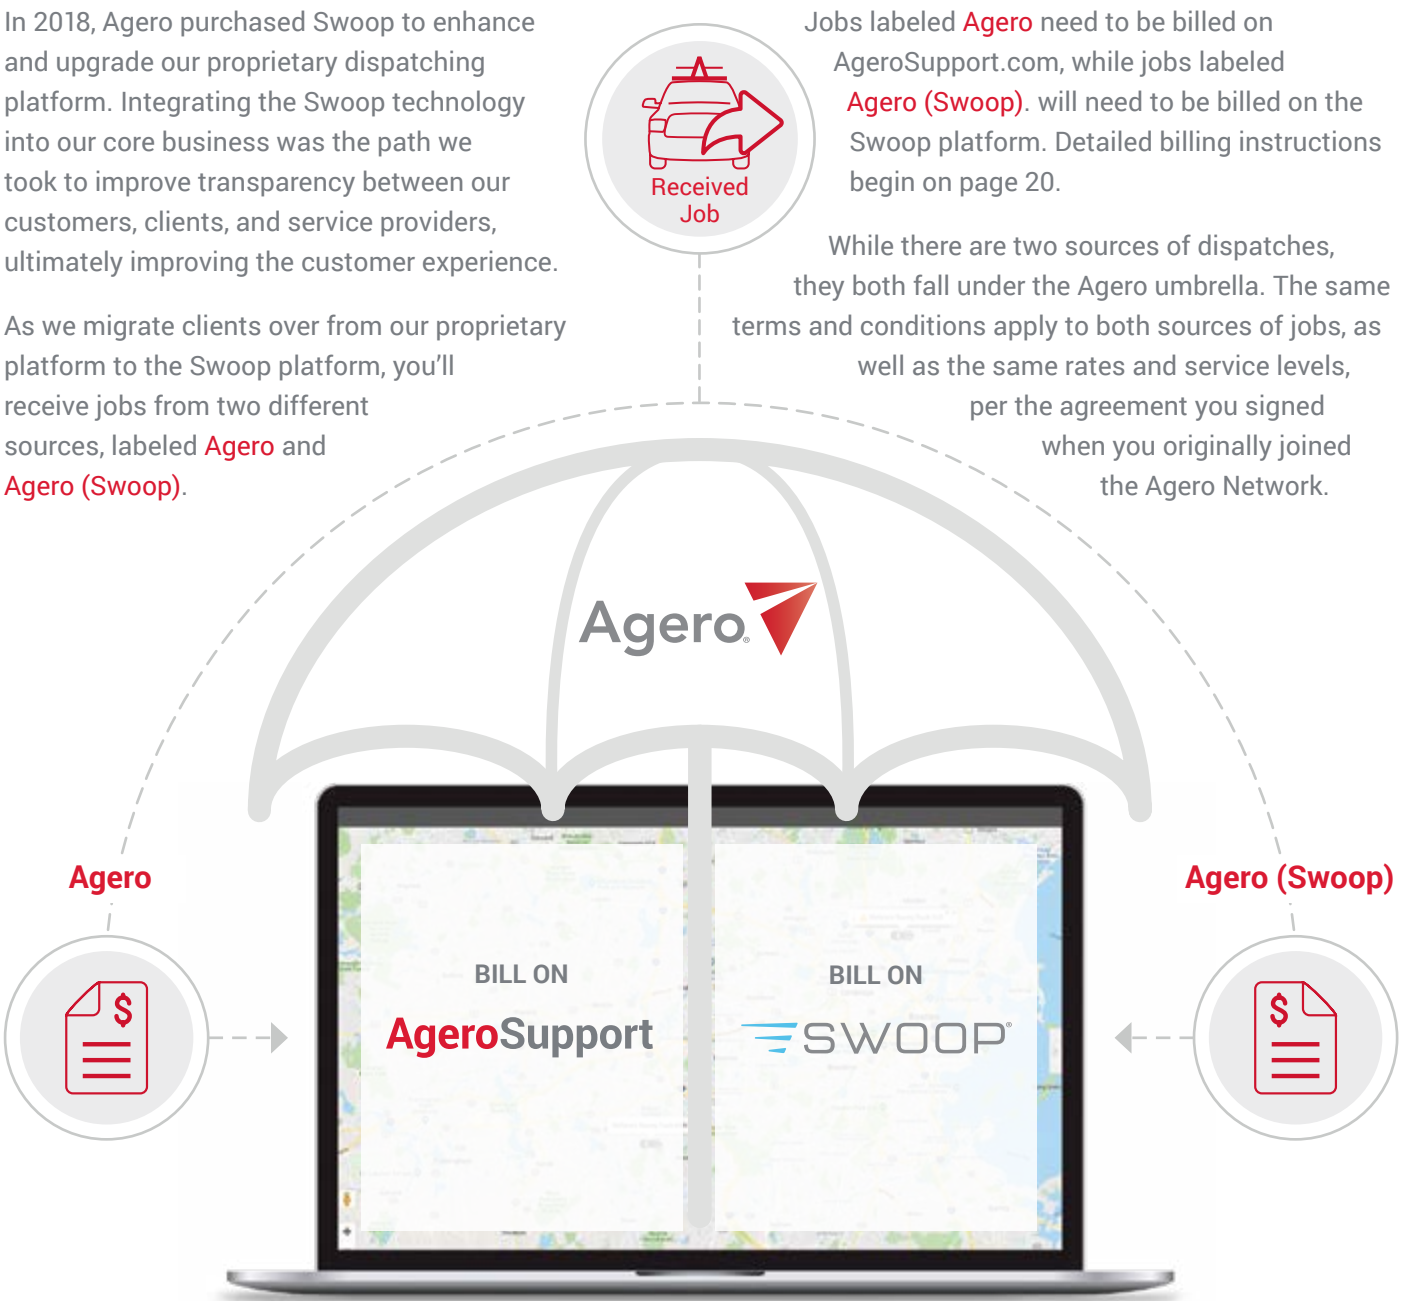 In 2018, Agero purchased Swoop to enhance
and upgrade our proprietary dispatching
platform. Integrating the Swoop technology
into our core business was the path we
took to improve transparency between our
customers, clients, and service providers,
ultimately improving the customer experience.
As we migrate clients over from our proprietary
platform to the Swoop platform, you’ll
receive jobs from two different
sources, labeled Agero and
Agero (Swoop).
Received
Job
Jobs labeled Agero need to be billed on
AgeroSupport.com, while jobs labeled
Agero (Swoop). will need to be billed on the
Swoop platform. Detailed billing instructions
begin on page 20.
While there are two sources of dispatches,
they both fall under the Agero umbrella. The same
terms and conditions apply to both sources of jobs, as
well as the same rates and service levels,
per the agreement you signed
when you originally joined
the Agero Network.
Agero®
Agero
$
BILL ON
AgeroSupport
BILL ON
SWOOP®
Agero (Swoop)
$